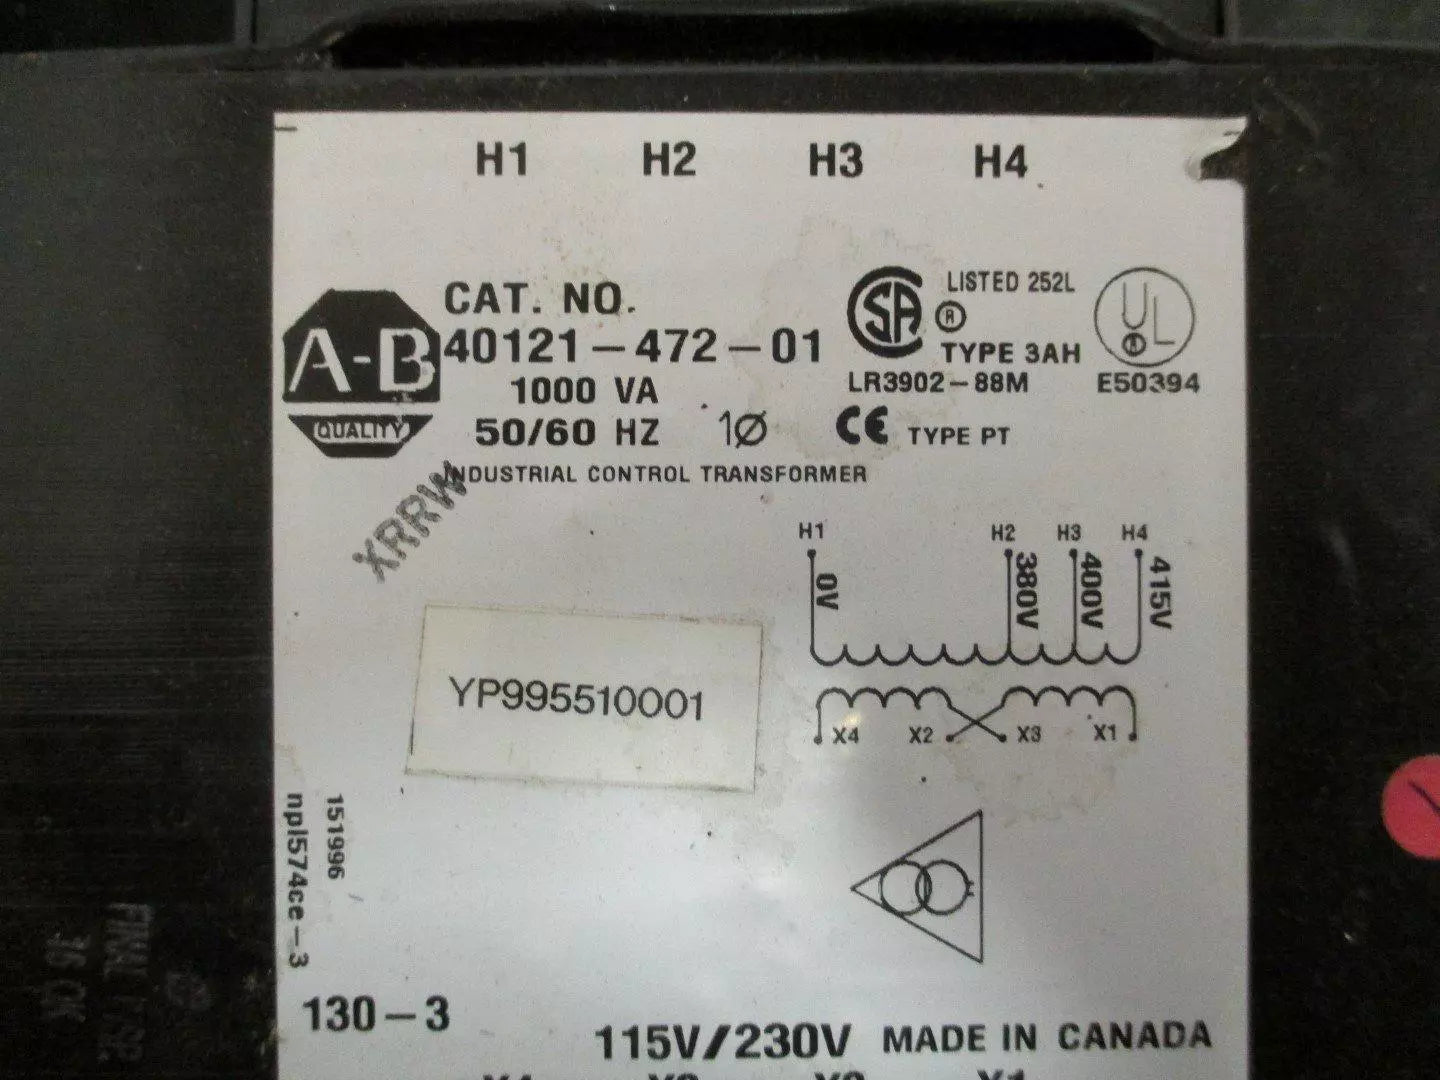 H1 H2 H3 H4
CAT. NO.
40121-472-01
1000 VA
50/60 HZ 1Ø
INDUSTRIAL CONTROL TRANSFORMER
A-B
QUALITY
SA
LISTED 252L
®
TYPE 3AH
LR3902-88M
UL
E50394
CE TYPE PT
XRRW
H1 H2 H3 H4
0V 380V 400V 415V
X4 X2 X3 X1
YP995510001
151996
npl574ce-3
130-3
115V/230V MADE IN CANADA